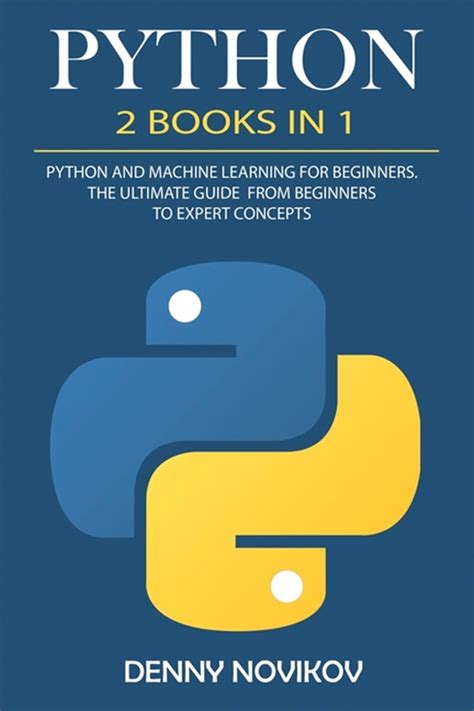 PYTHON
2 BOOKS IN 1
PYTHON AND MACHINE LEARNING FOR BEGINNERS.
THE ULTIMATE GUIDE FROM BEGINNERS
TO EXPERT CONCEPTS
DENNY NOVIKOV